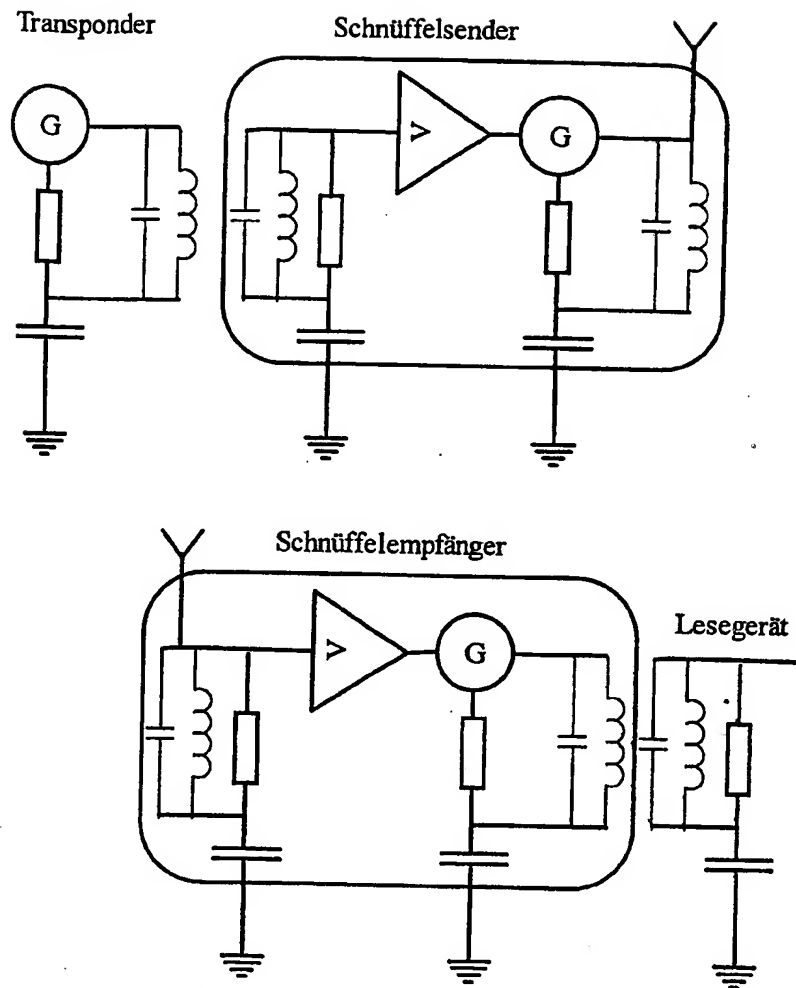 Transponder
Schnüffelsender
G
V
G
Schnüffelempfänger
Lesegerät
V
G